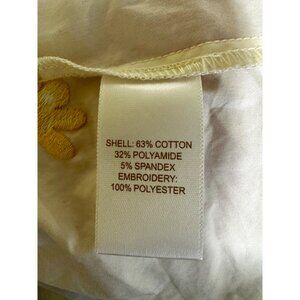 SHELL: 63% COTTON
32% POLYAMIDE
5% SPANDEX
EMBROIDERY:
100% POLYESTER